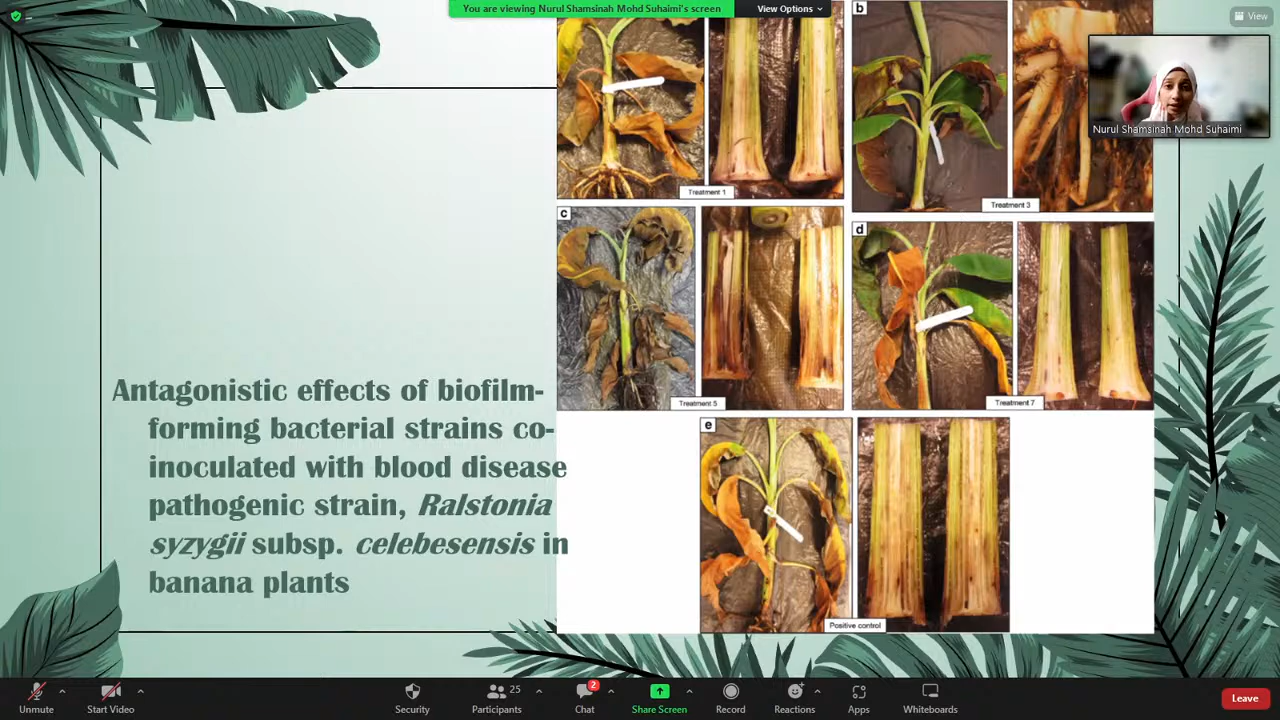 You are viewing Nurul Shamsinah Mohd Suhaimi's screen
View Options
View
b
Nurul Shamsinah Mohd Suhaimi
Treatment 1
Treatment 3
c
d
Treatment 5
Treatment 7
e
Positive control
Antagonistic effects of biofilm-
forming bacterial strains co-
inoculated with blood disease
pathogenic strain, Ralstonia
syzygii subsp. celebesensis in
banana plants
Unmute
Start Video
Security
25
Participants
2
Chat
Share Screen
Record
Reactions
Apps
Whiteboards
Leave